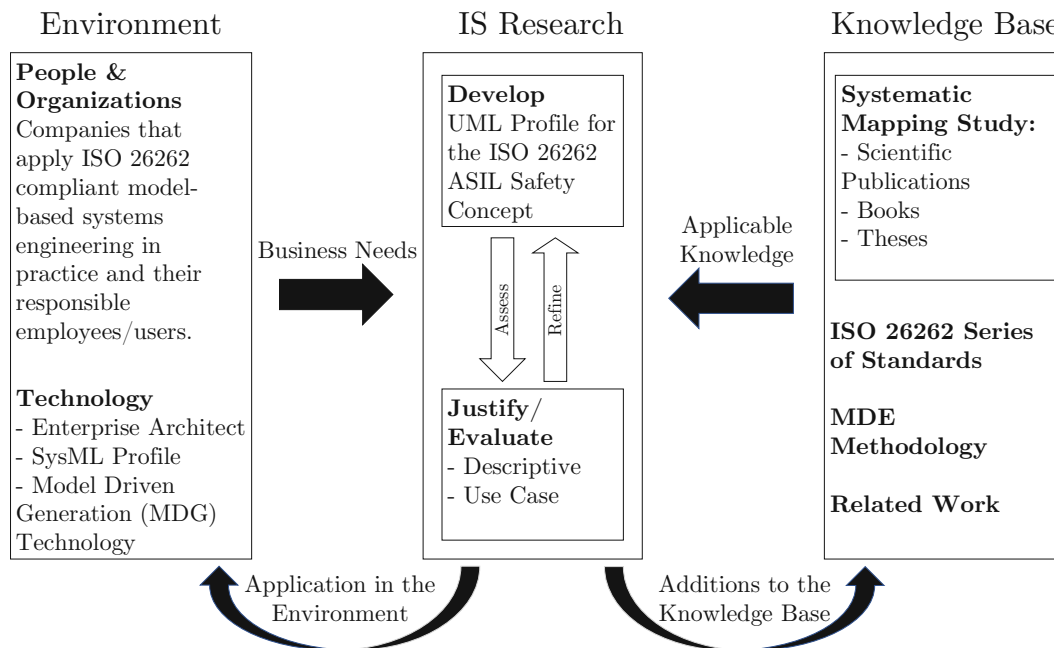 Environment
People &
Organizations
Companies that
apply ISO 26262
compliant model-
based systems
engineering in
practice and their
responsible
employees/users.
Technology
- Enterprise Architect
- SysML Profile
- Model Driven
Generation (MDG)
Technology
Business Needs
IS Research
Develop
UML Profile for
the ISO 26262
ASIL Safety
Concept
Assess
Refine
Justify/
Evaluate
- Descriptive
- Use Case
Applicable
Knowledge
Knowledge Base
Systematic
Mapping Study:
- Scientific
Publications
- Books
- Theses
ISO 26262 Series
of Standards
MDE
Methodology
Related Work
Application in the
Environment
Additions to the
Knowledge Base